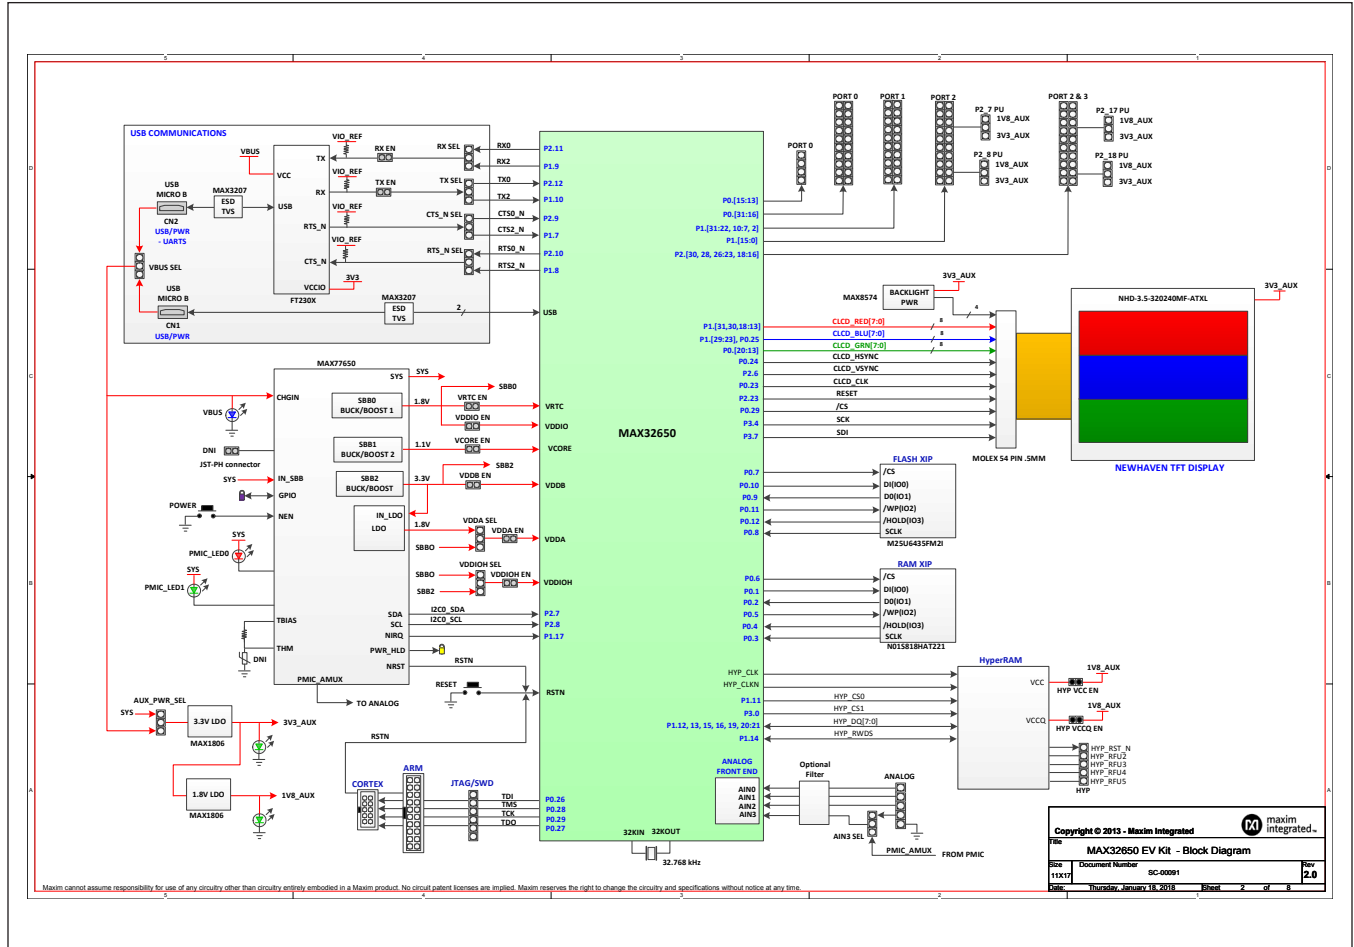 5
4
3
2
1
D
C
B
A
D
C
B
A
USB COMMUNICATIONS
VBUS
VCC
USB
MICRO B
MAX3207
ESD
TVS
USB
CN2
USB/PWR
- UARTS
VBUS SEL
USB
MICRO B
CN1
USB/PWR
MAX3207
ESD
TVS
2
VIO_REF
TX
RX EN
RX SEL
RX0
RX2
VIO_REF
RX
TX EN
TX SEL
TX0
TX2
VIO_REF
RTS_N
CTS_N SEL
CTS0_N
CTS2_N
VIO_REF
CTS_N
RTS_N SEL
RTS0_N
RTS2_N
VCCIO
3V3
FT230X
P2.11
P1.9
P2.12
P1.10
P2.9
P1.7
P2.10
P1.8
USB
MAX32650
PORT 0
PORT 0
PORT 1
PORT 2
P2_7 PU
1V8_AUX
3V3_AUX
P2_8 PU
1V8_AUX
3V3_AUX
PORT 2 & 3
P2_17 PU
1V8_AUX
3V3_AUX
P2_18 PU
1V8_AUX
3V3_AUX
P0.[15:13]
P0.[31:16]
P1.[31:22, 10:7, 2]
P1.[15:0]
P2.[30, 28, 26:23, 18:16]
MAX8574
BACKLIGHT
PWR
3V3_AUX
4
P1.[31,30,18:13]
CLCD_RED[7:0]
8
P1.[29:23], P0.25
CLCD_BLU[7:0]
8
P0.[20:13]
CLCD_GRN[7:0]
8
P0.24
CLCD_HSYNC
P2.6
CLCD_VSYNC
P0.23
CLCD_CLK
P2.23
RESET
P0.29
/CS
P3.4
SCK
P3.7
SDI
MOLEX 54 PIN .5MM
NHD-3.5-320240MF-ATXL
3V3_AUX
NEWHAVEN TFT DISPLAY
MAX77650
SYS
SYS
CHGIN
VBUS
DNI
JST-PH connector
SYS
IN_SBB
GPIO
POWER
NEN
SYS
PMIC_LED0
SYS
PMIC_LED1
TBIAS
THM
DNI
PMIC_AMUX
TO ANALOG
SBB0
BUCK/BOOST 1
1.8V
SBB0
VRTC EN
VRTC
VDDIO EN
VDDIO
SBB1
BUCK/BOOST 2
1.1V
VCORE EN
VCORE
SBB2
BUCK/BOOST
3.3V
SBB2
VDDB EN
VDDB
IN_LDO
LDO
1.8V
VDDA SEL
VDDA EN
VDDA
SBBO
VDDIOH SEL
SBBO
VDDIOH EN
VDDIOH
SBB2
SDA
I2C0_SDA
P2.7
SCL
I2C0_SCL
P2.8
NIRQ
P1.17
PWR_HLD
NRST
RSTN
RESET
RSTN
RSTN
FLASH XIP
P0.7
/CS
P0.10
DI(IO0)
P0.9
D0(IO1)
P0.11
/WP(IO2)
P0.12
/HOLD(IO3)
P0.8
SCLK
M25U6435FM2I
RAM XIP
P0.6
/CS
P0.1
DI(IO0)
P0.2
D0(IO1)
P0.5
/WP(IO2)
P0.4
/HOLD(IO3)
P0.3
SCLK
N01S818HAT221
HyperRAM
HYP_CLK
HYP_CLKN
P1.11
HYP_CS0
P3.0
HYP_CS1
P1.12, 13, 15, 16, 19, 20:21
HYP_DQ[7:0]
P1.14
HYP_RWDS
VCC
1V8_AUX
HYP VCC EN
VCCQ
1V8_AUX
HYP VCCQ EN
HYP_RST_N
HYP_RFU2
HYP_RFU3
HYP_RFU4
HYP_RFU5
HYP
AUX_PWR_SEL
SYS
3.3V LDO
MAX1806
3V3_AUX
1.8V LDO
MAX1806
1V8_AUX
CORTEX
ARM
JTAG/SWD
TDI
TMS
TCK
TDO
P0.26
P0.28
P0.29
P0.27
ANALOG
FRONT END
AIN0
AIN1
AIN2
AIN3
Optional
Filter
ANALOG
AIN3 SEL
PMIC_AMUX
FROM PMIC
32KIN
32KOUT
32.768 kHz
Copyright © 2013 - Maxim Integrated
maxim
integrated™
Title
MAX32650 EV Kit - Block Diagram
Size
11X17
Document Number
SC-00091
Rev
2.0
Date:
Thursday, January 18, 2018
Sheet
2
of
8
Maxim cannot assume responsibility for use of any circuitry other than circuitry entirely embodied in a Maxim product. No circuit patent licenses are implied. Maxim reserves the right to change the circuitry and specifications without notice at any time.
5
4
3
2
1